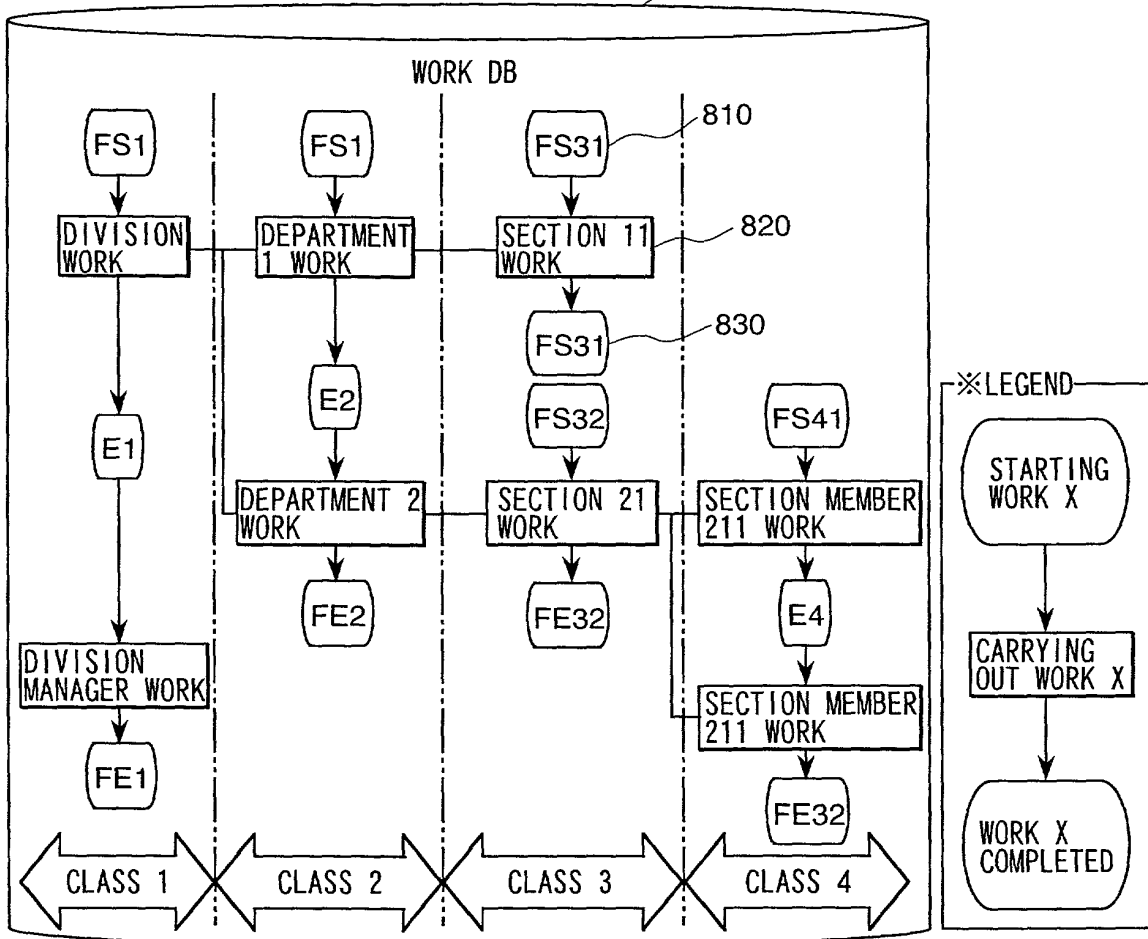 WORK DB
FS1
FS1
FS31
810
DIVISION
WORK
DEPARTMENT
1 WORK
SECTION 11
WORK
820
FS31
830
E1
E2
FS32
FS41
DEPARTMENT 2
WORK
SECTION 21
WORK
SECTION MEMBER
211 WORK
FE2
FE32
E4
DIVISION
MANAGER WORK
SECTION MEMBER
211 WORK
FE1
FE32
CLASS 1
CLASS 2
CLASS 3
CLASS 4
※LEGEND
STARTING
WORK X
CARRYING
OUT WORK X
WORK X
COMPLETED